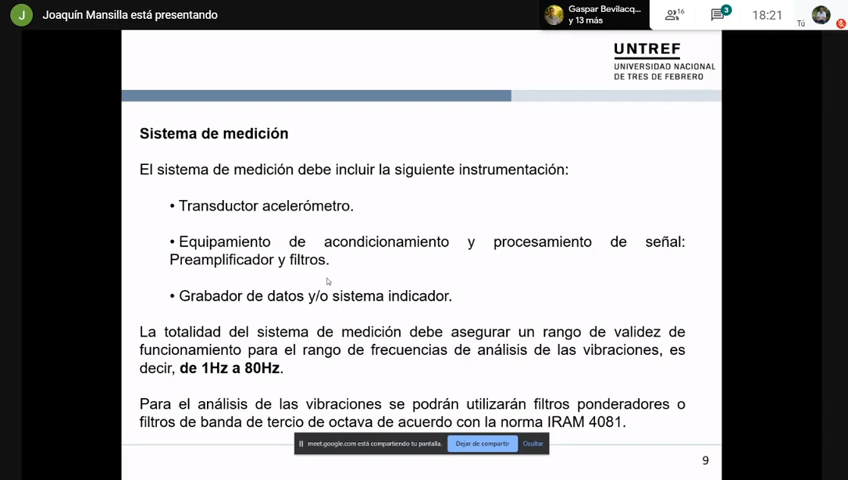 J Joaquín Mansilla está presentando
Gaspar Bevilacq...
y 13 más
16
3
18:21
Tú
UNTREF
UNIVERSIDAD NACIONAL
DE TRES DE FEBRERO
Sistema de medición
El sistema de medición debe incluir la siguiente instrumentación:
• Transductor acelerómetro.
• Equipamiento de acondicionamiento y procesamiento de señal:
Preamplificador y filtros.
• Grabador de datos y/o sistema indicador.
La totalidad del sistema de medición debe asegurar un rango de validez de
funcionamiento para el rango de frecuencias de análisis de las vibraciones, es
decir, de 1Hz a 80Hz.
Para el análisis de las vibraciones se podrán utilizarán filtros ponderadores o
filtros de banda de tercio de octava de acuerdo con la norma IRAM 4081.
meet.google.com está compartiendo tu pantalla. Dejar de compartir Ocultar
9